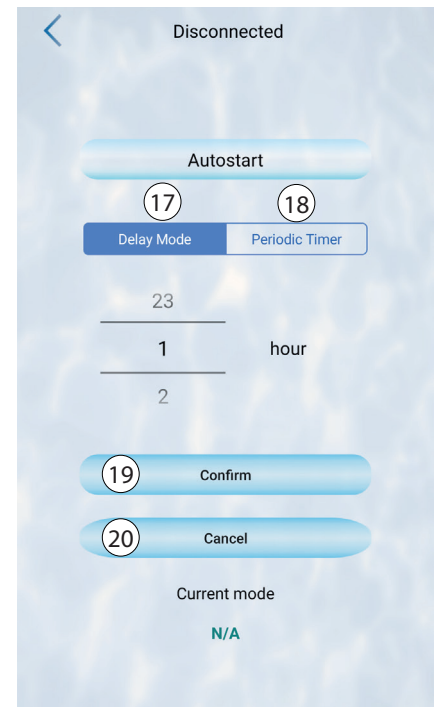 Disconnected
Autostart
17 18
Delay Mode Periodic Timer
23
1 hour
2
19 Confirm
20 Cancel
Current mode
N/A